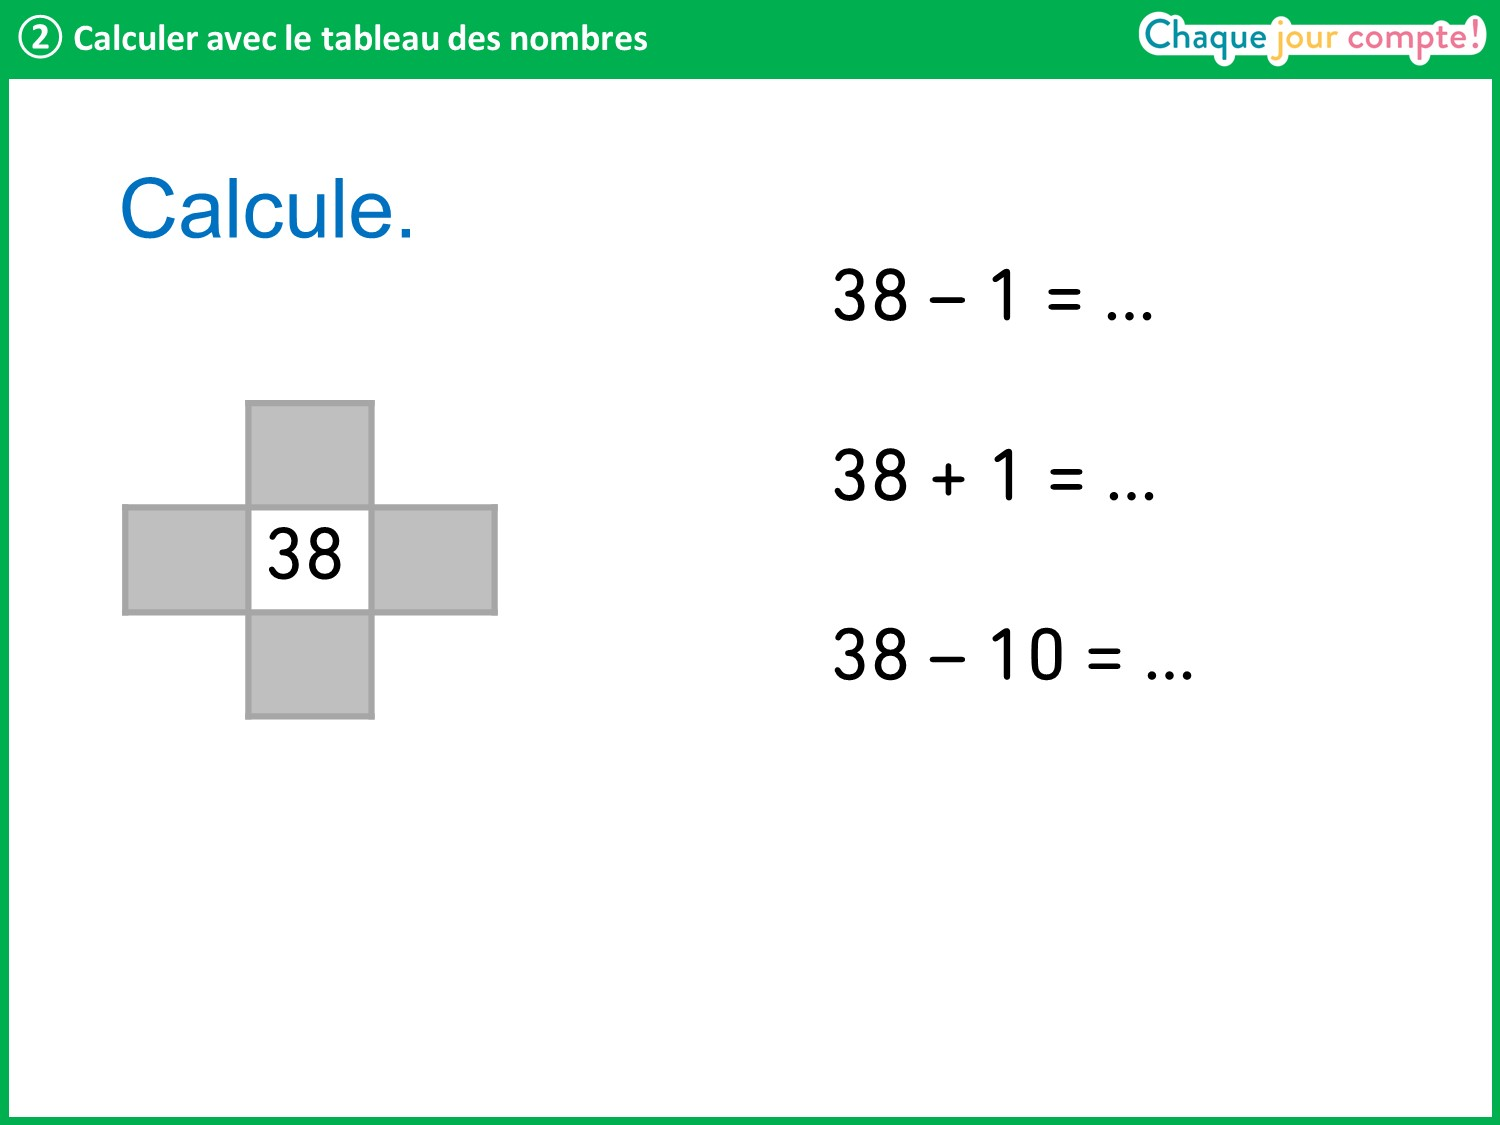 ② Calculer avec le tableau des nombres
Chaque jour compte!
Calcule.
38 – 1 = ...
38 + 1 = ...
38
38 – 10 = ...